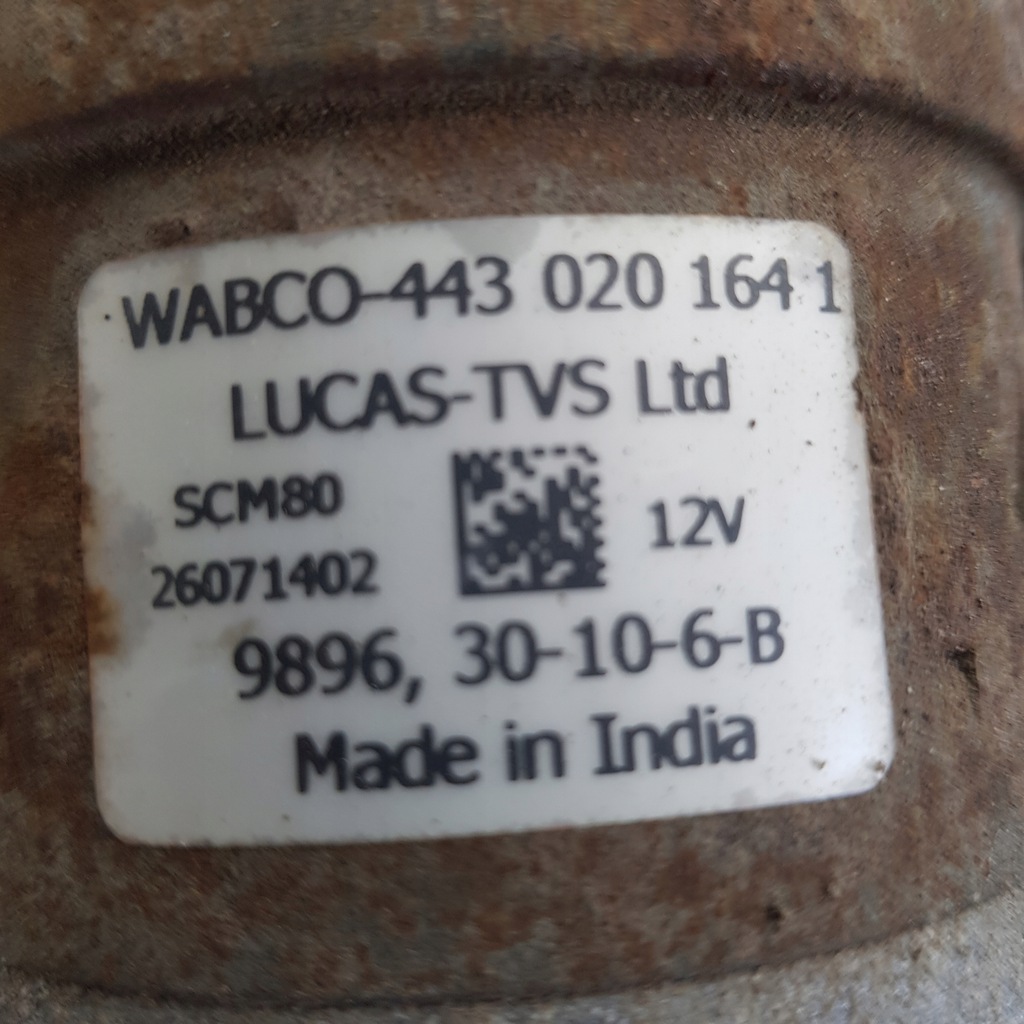 WABCO-443 020 164 1
LUCAS-TVS Ltd
SCM80
12V
26071402
9896, 30-10-6-B
Made in India